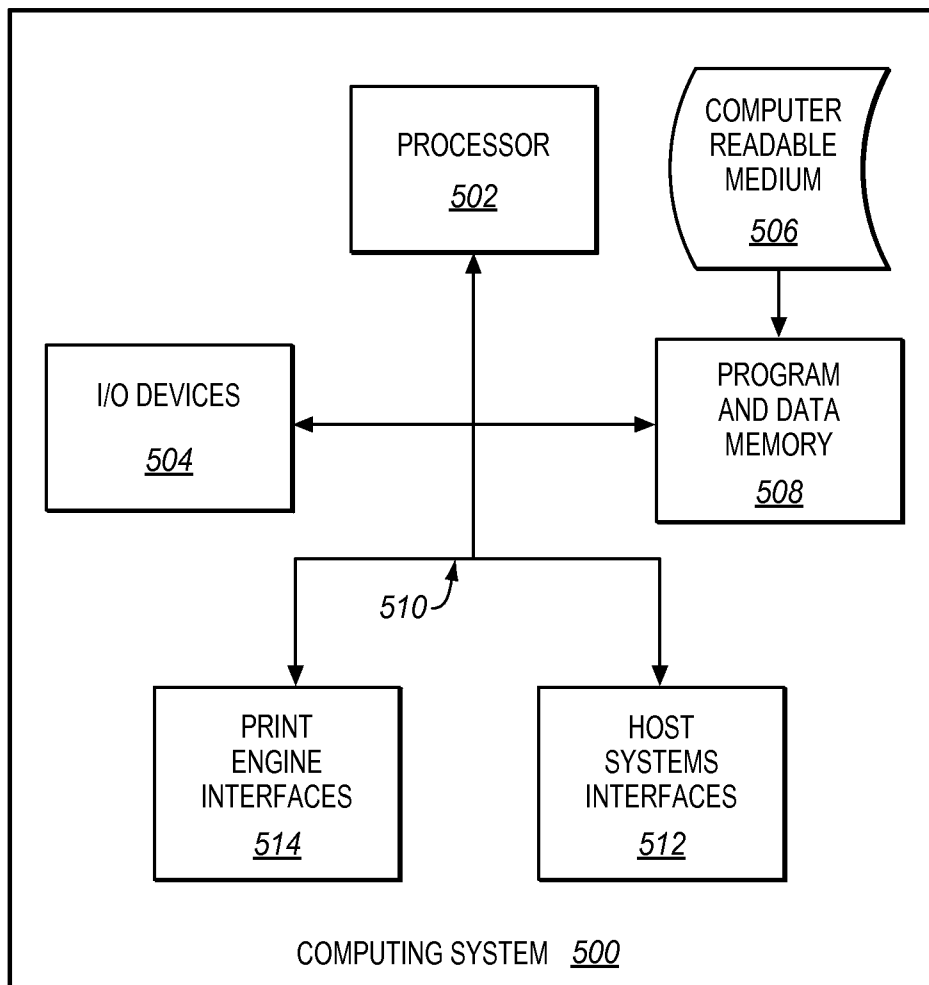 PROCESSOR
502
COMPUTER
READABLE
MEDIUM
506
I/O DEVICES
504
PROGRAM
AND DATA
MEMORY
508
510
PRINT
ENGINE
INTERFACES
514
HOST
SYSTEMS
INTERFACES
512
COMPUTING SYSTEM 500